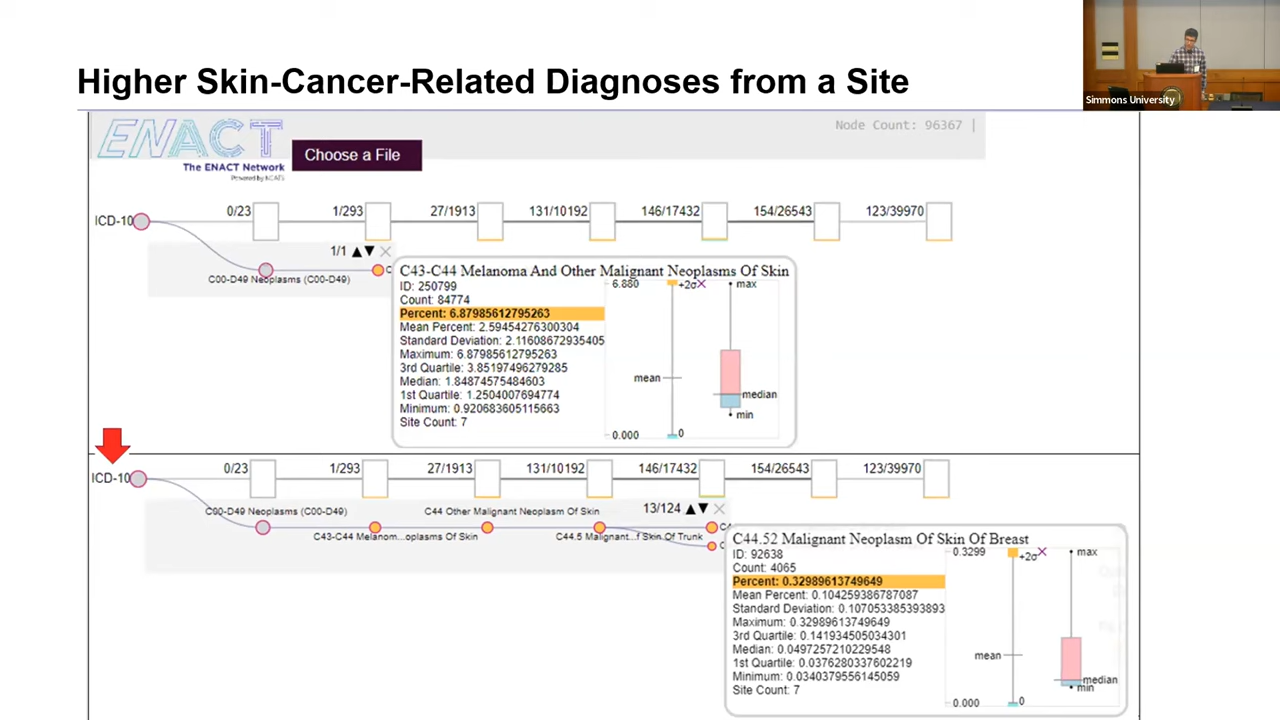 Higher Skin-Cancer-Related Diagnoses from a Site
Simmons University
ENACT
The ENACT Network
Powered by NCATS
Choose a File
Node Count: 96367 |
ICD-10
0/23
1/293
27/1913
131/10192
146/17432
154/26543
123/39970
1/1 ▲▼ ×
C00-D49 Neoplasms (C00-D49)
C43-C44 Melanoma And Other Malignant Neoplasms Of Skin
ID: 250799
Count: 84774
Percent: 6.87985612795263
Mean Percent: 2.59454276300304
Standard Deviation: 2.11608672935405
Maximum: 6.87985612795263
3rd Quartile: 3.85197496279285
Median: 1.84874575484603
1st Quartile: 1.2504007694774
Minimum: 0.920683605115663
Site Count: 7
6.880
+2σ
max
mean
median
min
0.000
0
ICD-10
0/23
1/293
27/1913
131/10192
146/17432
154/26543
123/39970
13/124 ▲▼ ×
C00-D49 Neoplasms (C00-D49)
C44 Other Malignant Neoplasm Of Skin
C43-C44 Melanom...oplasms Of Skin
C44.5 Malignant...f Skin Of Trunk
C44.52 Malignant Neoplasm Of Skin Of Breast
ID: 92638
Count: 4065
Percent: 0.32989613749649
Mean Percent: 0.104259386787087
Standard Deviation: 0.107053385393893
Maximum: 0.32989613749649
3rd Quartile: 0.141934505034301
Median: 0.0497257210229548
1st Quartile: 0.0376280337602219
Minimum: 0.0340379556145059
Site Count: 7
0.3299
+2σ
max
mean
median
min
0.000
0